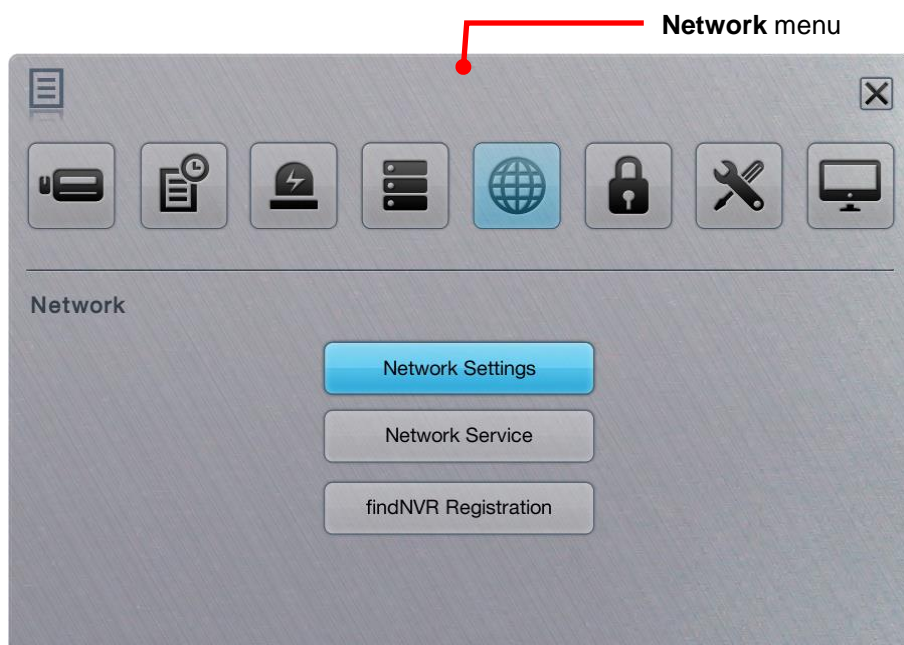 Network menu
Network
Network Settings
Network Service
findNVR Registration